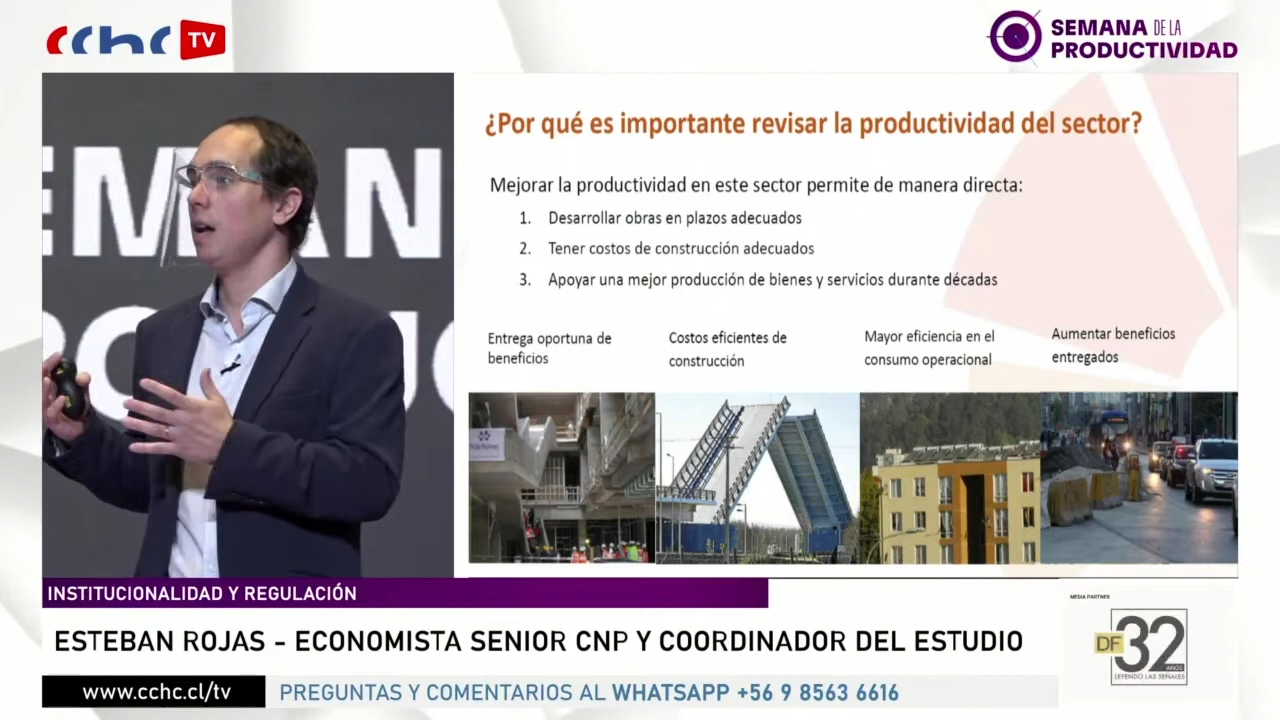 cchc TV
SEMANA DE LA
PRODUCTIVIDAD
EMAN
¿Por qué es importante revisar la productividad del sector?
Mejorar la productividad en este sector permite de manera directa:
1. Desarrollar obras en plazos adecuados
2. Tener costos de construcción adecuados
3. Apoyar una mejor producción de bienes y servicios durante décadas
Entrega oportuna de
beneficios
Costos eficientes de
construcción
Mayor eficiencia en el
consumo operacional
Aumentar beneficios
entregados
INSTITUCIONALIDAD Y REGULACIÓN
ESTEBAN ROJAS - ECONOMISTA SENIOR CNP Y COORDINADOR DEL ESTUDIO
www.cchc.cl/tv
PREGUNTAS Y COMENTARIOS AL WHATSAPP +56 9 8563 6616
MEDIA PARTNER
DF 32
AÑOS
LEYENDO LAS SEÑALES